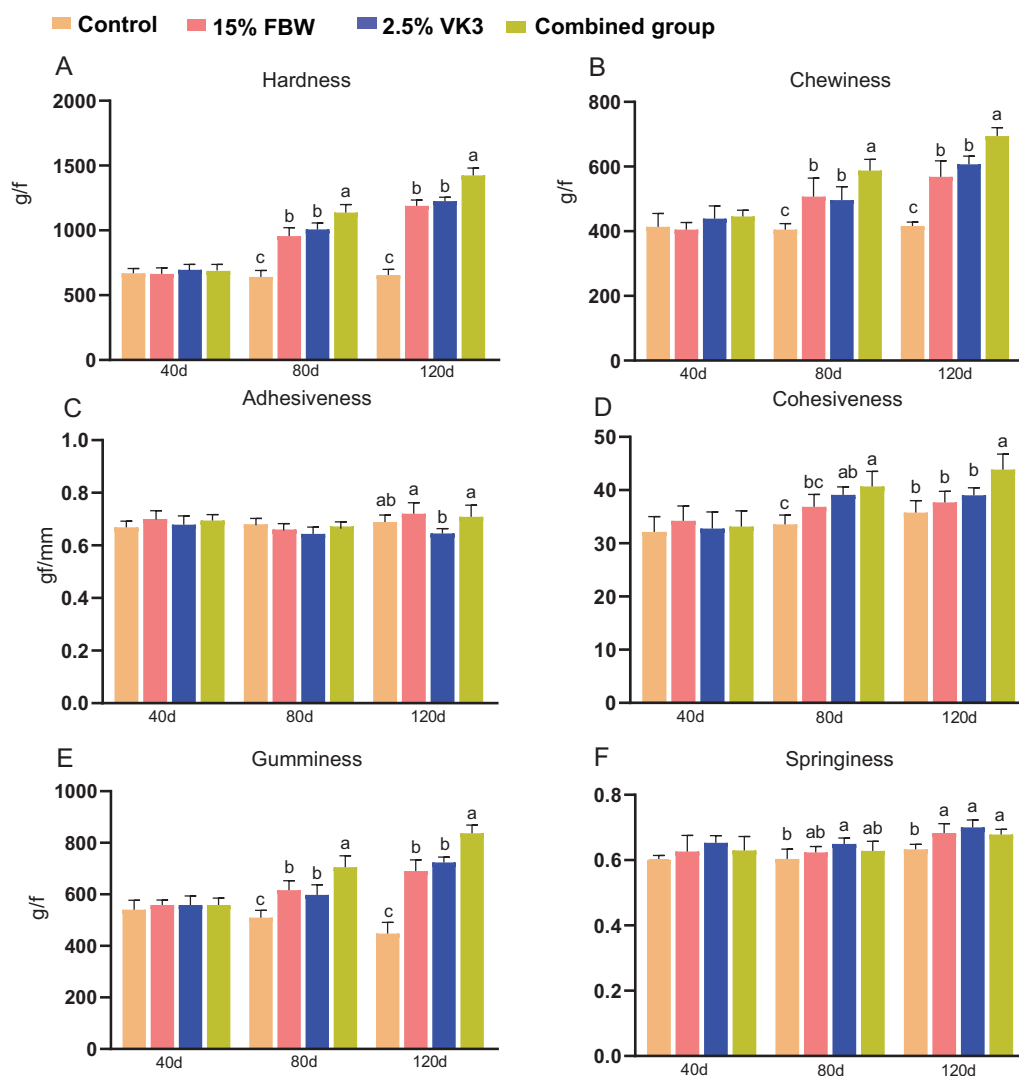 Control 15% FBW 2.5% VK3 Combined group
A
Hardness
g/f
2000
1500
1000
500
0
c b b a
c b b a
40d 80d 120d
B
Chewiness
g/f
800
600
400
200
0
c b b a
c b b a
40d 80d 120d
C
Adhesiveness
gf/mm
1.0
0.8
0.6
0.4
0.2
0.0
ab a b a
40d 80d 120d
D
Cohesiveness
50
40
30
20
10
0
c bc ab a
b b b a
40d 80d 120d
E
Gumminess
g/f
1000
800
600
400
200
0
c b b a
c b b a
40d 80d 120d
F
Springiness
0.8
0.6
0.4
0.2
0.0
b ab a ab
b a a a
40d 80d 120d